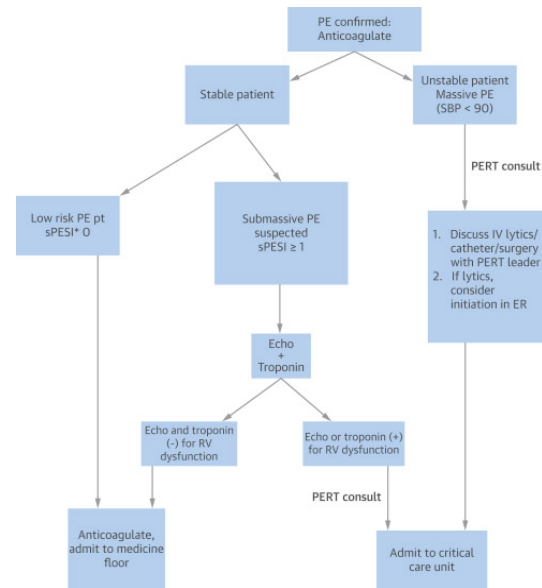 PE confirmed:
Anticoagulate
Stable patient
Unstable patient
Massive PE
(SBP < 90)
PERT consult
Low risk PE pt
sPESI* 0
Submassive PE
suspected
sPESI ≥ 1
1. Discuss IV lytics/
catheter/surgery
with PERT leader
2. If lytics,
consider
initiation in ER
Echo
+
Troponin
Echo and troponin
(-) for RV
dysfunction
Echo or troponin (+)
for RV dysfunction
PERT consult
Anticoagulate,
admit to medicine
floor
Admit to critical
care unit